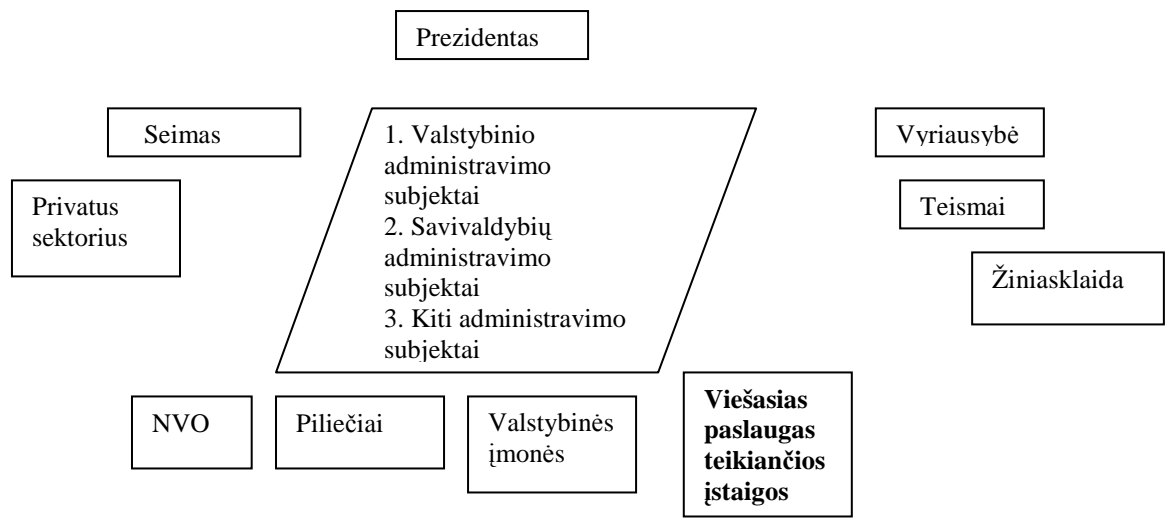 Prezidentas
Seimas
1. Valstybinio
administravimo
subjektai
2. Savivaldybių
administravimo
subjektai
3. Kiti administravimo
subjektai
Vyriausybė
Privatus
sektorius
Teismai
Žiniasklaida
NVO
Piliečiai
Valstybinės
įmonės
Viešasias
paslaugas
teikiančios
įstaigos